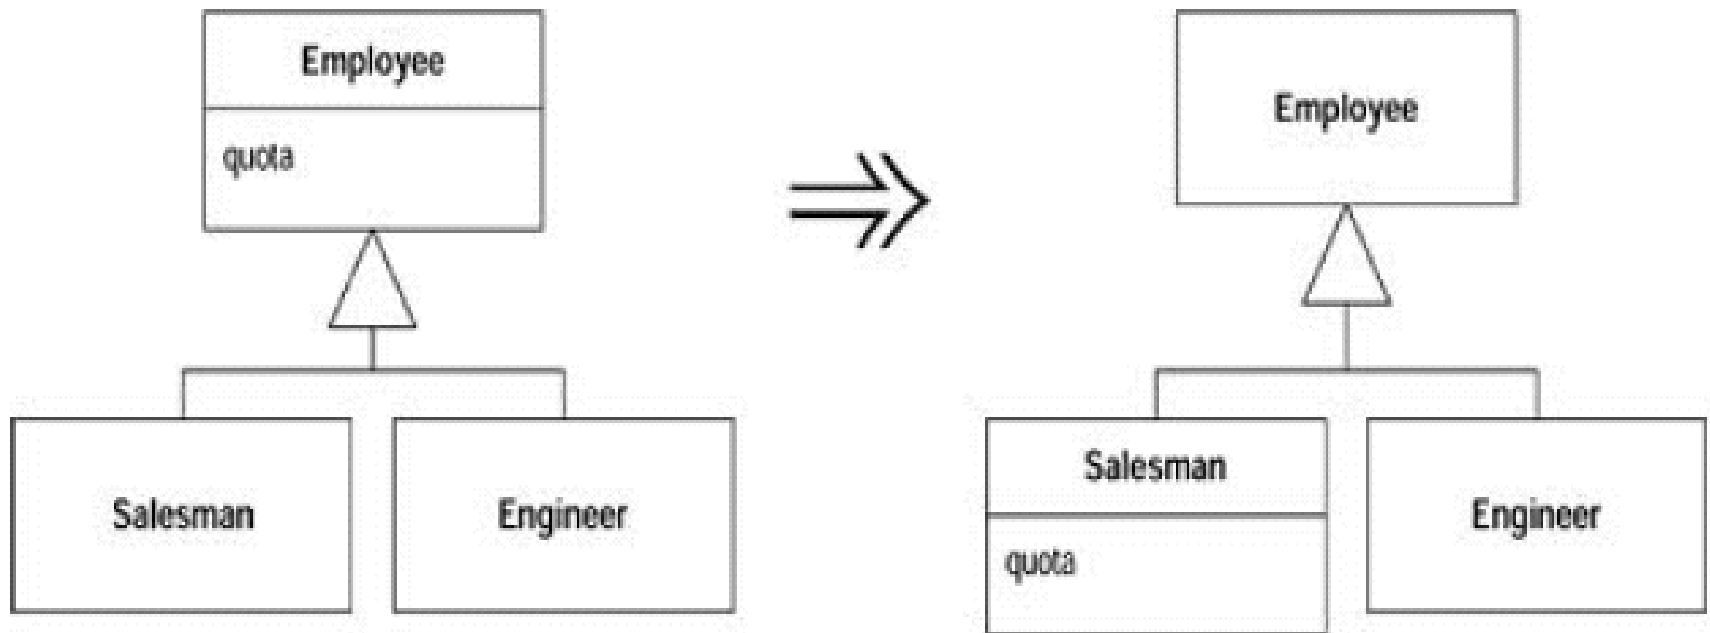 Employee
quota
Salesman
Engineer
Employee
Salesman
quota
Engineer